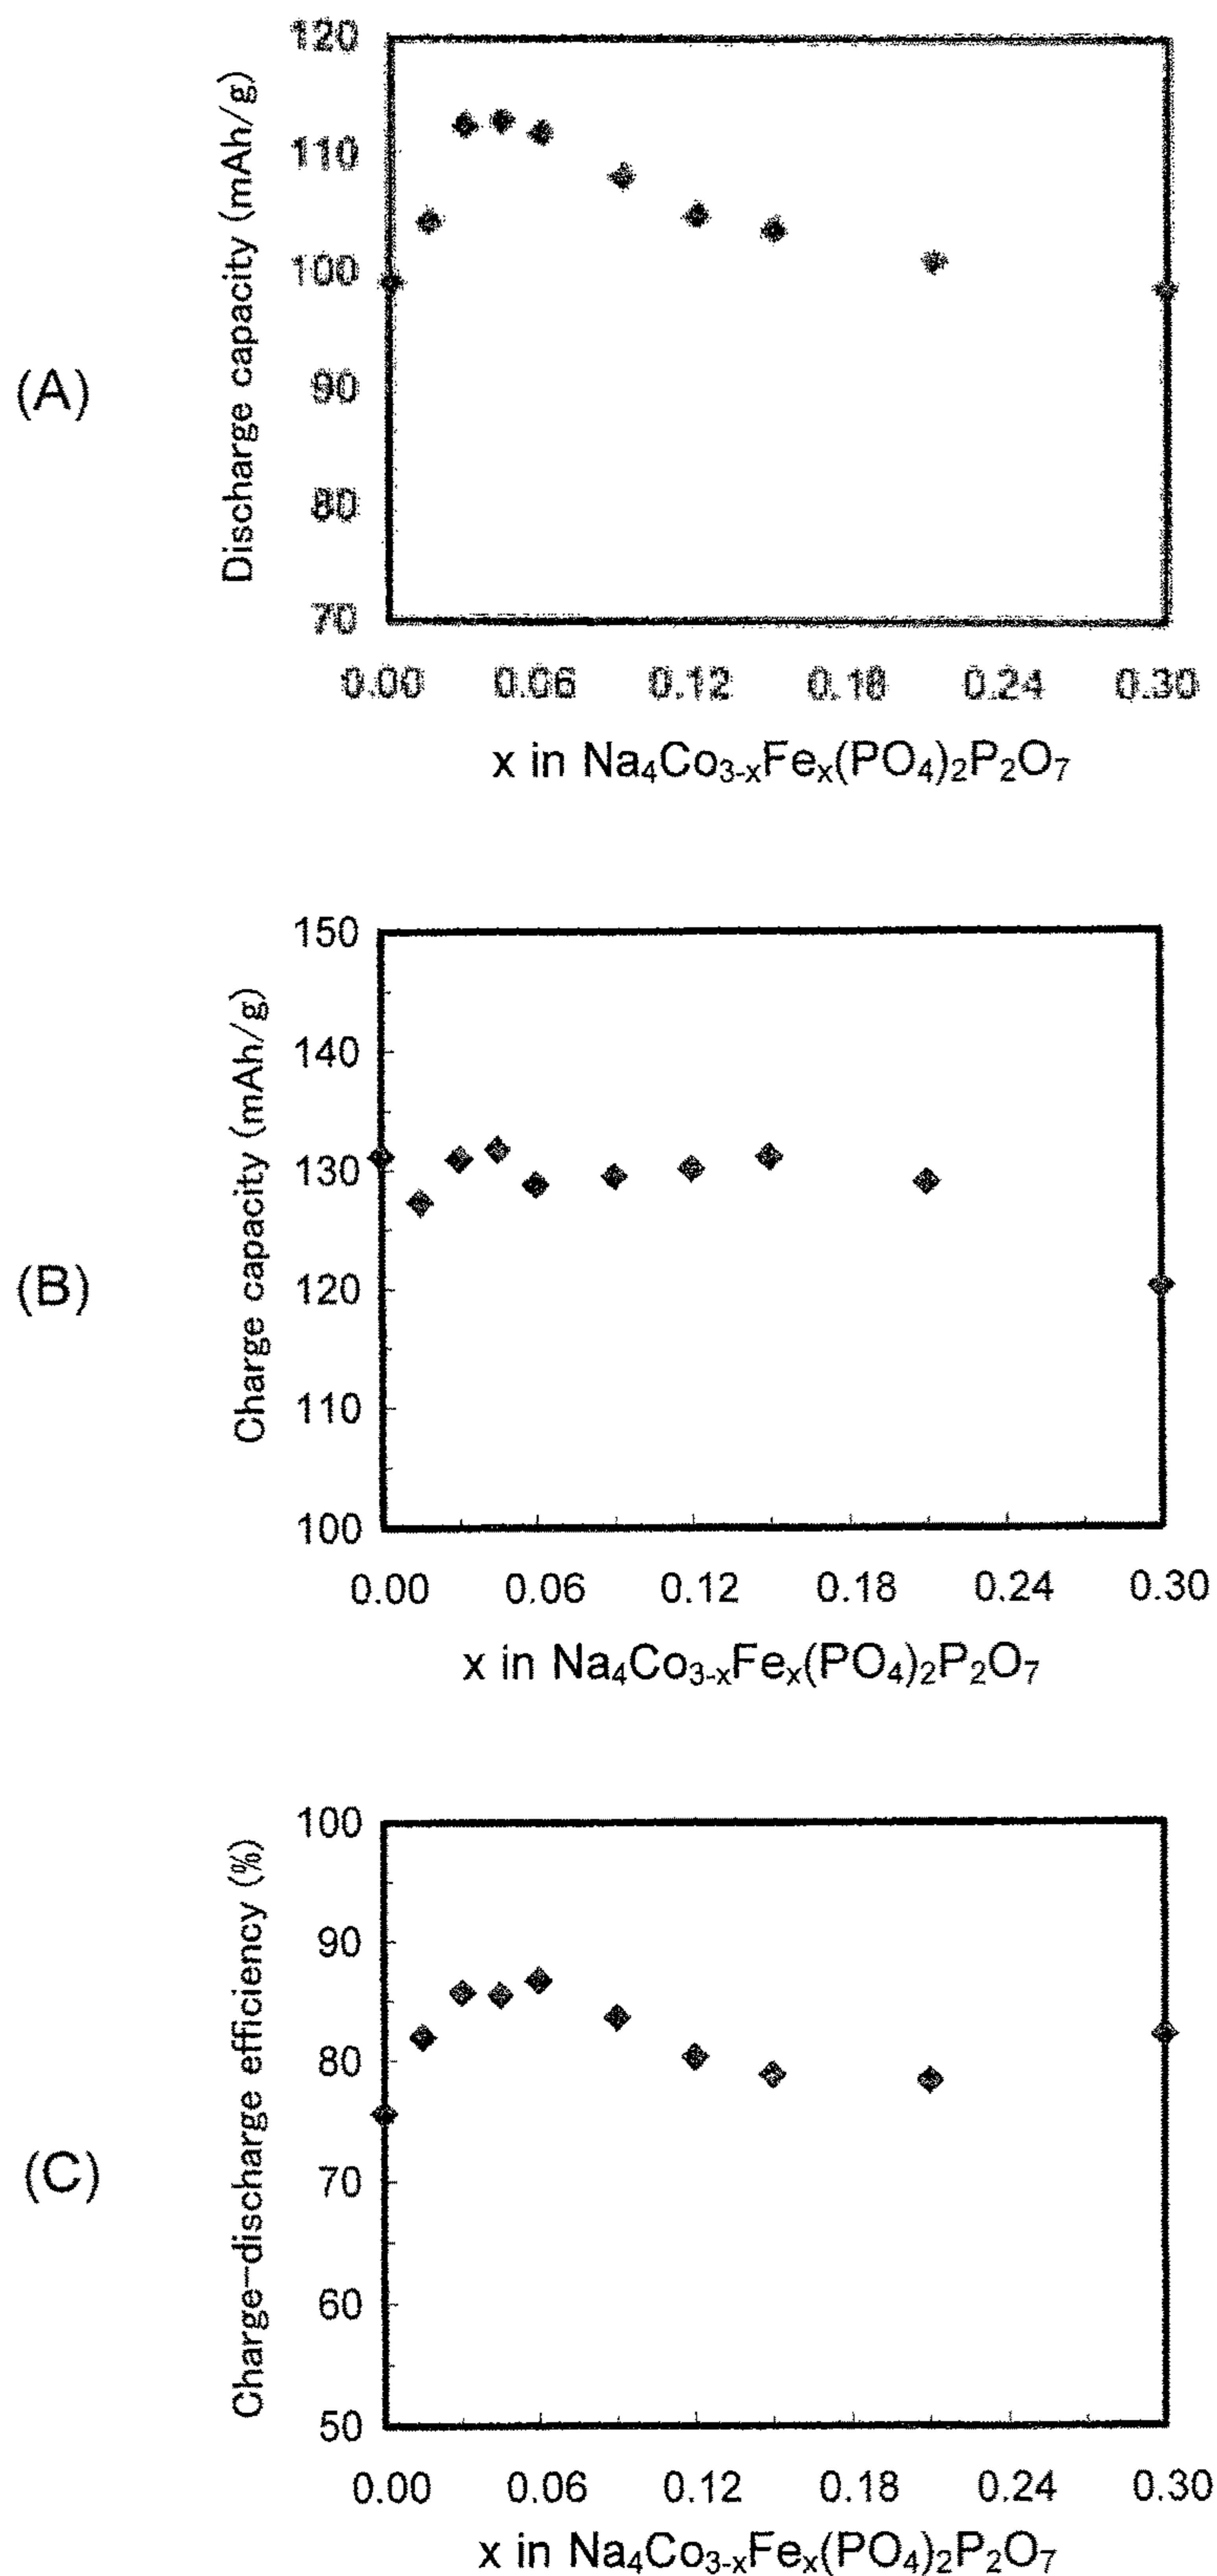 (A)
Discharge capacity (mAh/g)
120
110
100
90
80
70
0.00 0.06 0.12 0.18 0.24 0.30
x in Na₄Co₃₋ₓFeₓ(PO₄)₂P₂O₇
(B)
Charge capacity (mAh/g)
150
140
130
120
110
100
0.00 0.06 0.12 0.18 0.24 0.30
x in Na₄Co₃₋ₓFeₓ(PO₄)₂P₂O₇
(C)
Charge-discharge efficiency (%)
100
90
80
70
60
50
0.00 0.06 0.12 0.18 0.24 0.30
x in Na₄Co₃₋ₓFeₓ(PO₄)₂P₂O₇